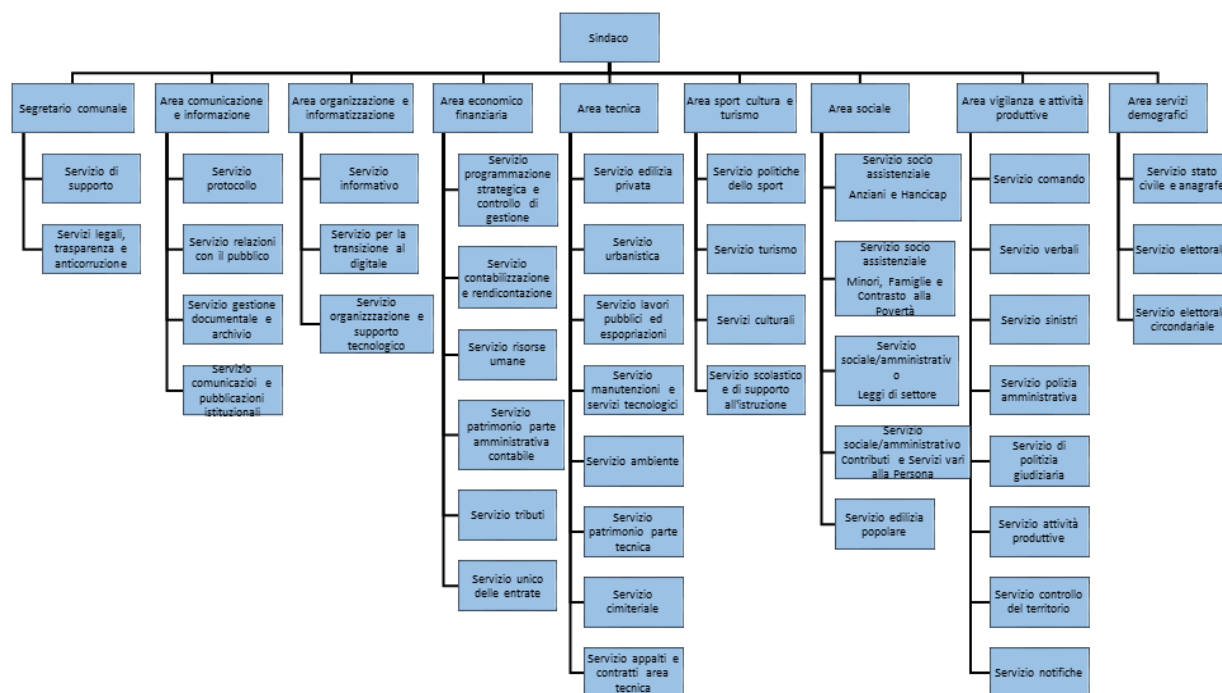 Sindaco
Segretario comunale
Servizio di
supporto
Servizi legali,
trasparenza e
anticorruzione
Area comunicazione
e informazione
Servizio
protocollo
Servizio relazioni
con il pubblico
Servizio gestione
documentale e
archivio
Servizio
comunicazioi e
pubblicazioni
istituzionali
Area organizzazione e
informatizzazione
Servizio
informativo
Servizio per la
transizione al
digitale
Servizio
organizzzazione e
supporto
tecnologico
Area economico
finanziaria
Servizio
programmazione
strategica e
controllo di
gestione
Servizio
contabilizzazione
e rendicontazione
Servizio risorse
umane
Servizio
patrimonio parte
amministrativa
contabile
Servizio tributi
Servizio unico
delle entrate
Area tecnica
Servizio edilizia
privata
Servizio
urbanistica
Servizio lavori
pubblici ed
espopriazioni
Servizio
manutenzioni e
servizi tecnologici
Servizio ambiente
Servizio
patrimonio parte
tecnica
Servizio
cimiteriale
Servizio appalti e
contratti area
tecnica
Area sport cultura e
turismo
Servizio politiche
dello sport
Servizio turismo
Servizi culturali
Servizio scolastico
e di supporto
all'istruzione
Area sociale
Servizio socio
assistenziale
Anziani e Handicap
Servizio socio
assistenziale
Minori, Famiglie e
Contrasto alla
Povertà
Servizio
sociale/amministrativ
o
Leggi di settore
Servizio
sociale/amministrativo
Contributi e Servizi vari
alla Persona
Servizio edilizia
popolare
Area vigilanza e attività
produttive
Servizio comando
Servizio verbali
Servizio sinistri
Servizio polizia
amministrativa
Servizio di
politizia
giudiziaria
Servizio attività
produttive
Servizio controllo
del territorio
Servizio notifiche
Area servizi
demografici
Servizio stato
civile e anagrafe
Servizio elettorale
Servizio elettorale
circondariale